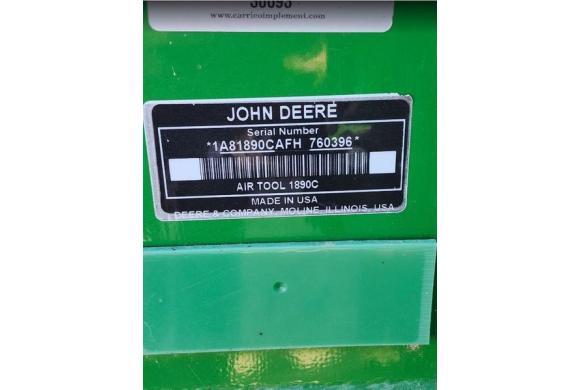 30093
www.carricoimplement.com
JOHN DEERE
Serial Number
*1A81890CAFH 760396*
AIR TOOL 1890C
MADE IN USA
DEERE & COMPANY, MOLINE, ILLINOIS, USA